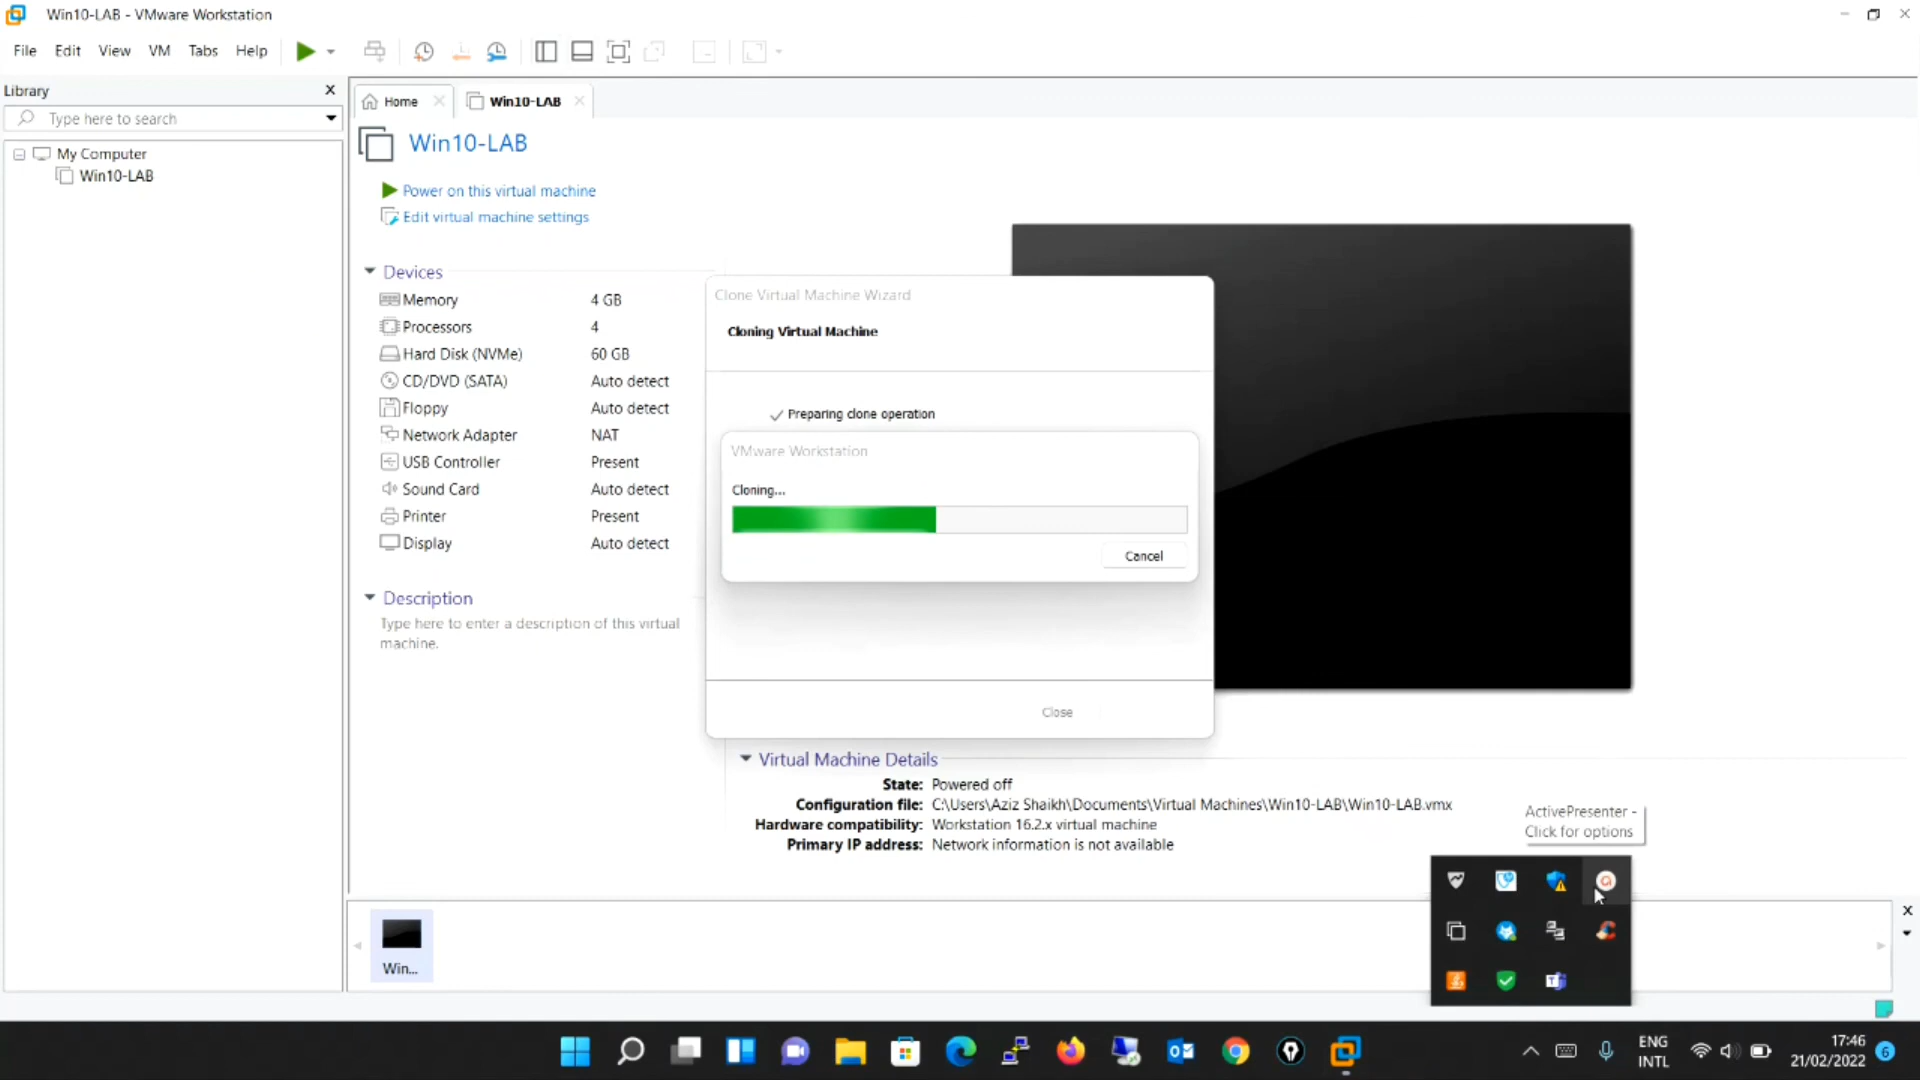 Win10-LAB - VMware Workstation
File Edit View VM Tabs Help
Library
Type here to search
My Computer
Win10-LAB
Home
Win10-LAB
Win10-LAB
Power on this virtual machine
Edit virtual machine settings
Devices
Memory 4 GB
Processors 4
Hard Disk (NVMe) 60 GB
CD/DVD (SATA) Auto detect
Floppy Auto detect
Network Adapter NAT
USB Controller Present
Sound Card Auto detect
Printer Present
Display Auto detect
Description
Type here to enter a description of this virtual
machine.
Clone Virtual Machine Wizard
Cloning Virtual Machine
Preparing clone operation
VMware Workstation
Cloning...
Cancel
Close
Virtual Machine Details
State: Powered off
Configuration file: C:\Users\Aziz Shaikh\Documents\Virtual Machines\Win10-LAB\Win10-LAB.vmx
Hardware compatibility: Workstation 16.2.x virtual machine
Primary IP address: Network information is not available
ActivePresenter -
Click for options
Win...
ENG
INTL
17:46
21/02/2022
6